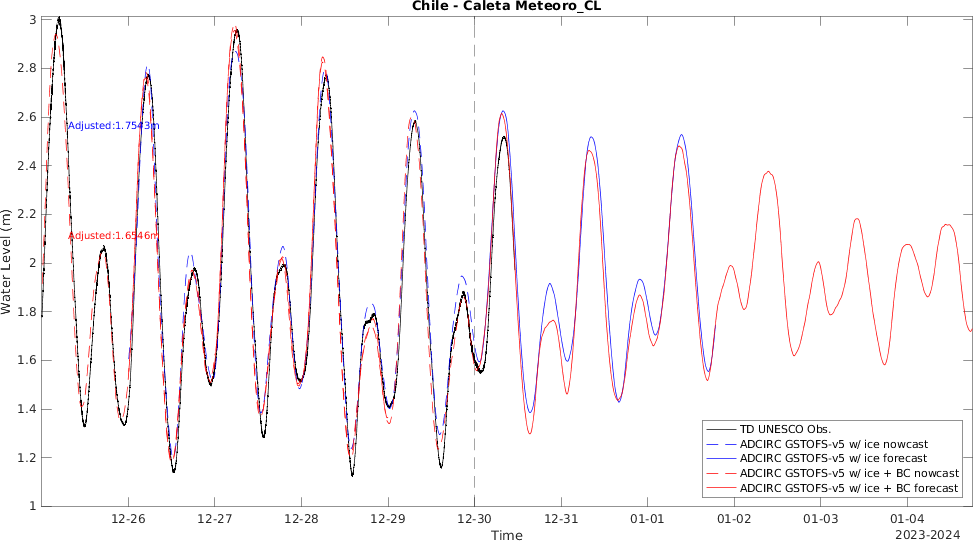 Chile - Caleta Meteoro_CL
3
2.8
2.6
2.4
2.2
2
1.8
1.6
1.4
1.2
1
Water Level (m)
Adjusted:1.7543m
Adjusted:1.6546m
TD UNESCO Obs.
ADCIRC GSTOFS-v5 w/ ice nowcast
ADCIRC GSTOFS-v5 w/ ice forecast
ADCIRC GSTOFS-v5 w/ ice + BC nowcast
ADCIRC GSTOFS-v5 w/ ice + BC forecast
12-26 12-27 12-28 12-29 12-30 12-31 01-01 01-02 01-03 01-04
Time
2023-2024